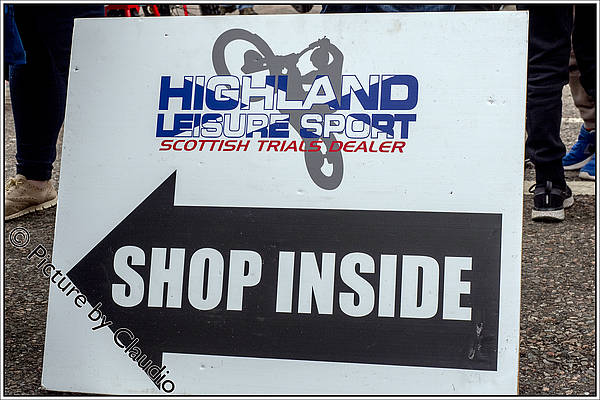 HIGHLAND
LEISURE SPORT
SCOTTISH TRIALS DEALER
SHOP INSIDE
© Picture by Claudio